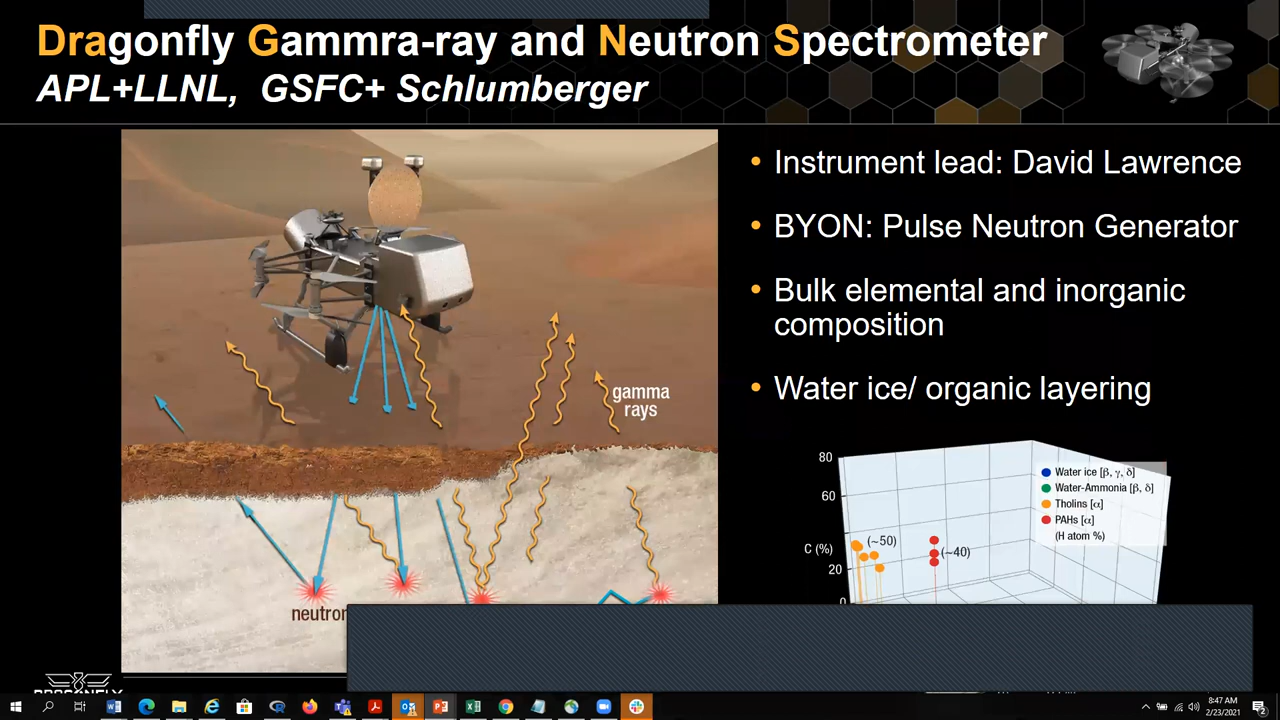 Dragonfly Gammra-ray and Neutron Spectrometer
APL+LLNL, GSFC+ Schlumberger
• Instrument lead: David Lawrence
• BYON: Pulse Neutron Generator
• Bulk elemental and inorganic
composition
• Water ice/ organic layering
gamma
rays
80
60
C (%)
20
0
(~50)
(~40)
Water ice [β, γ, δ]
Water-Ammonia [β, δ]
Tholins [α]
PAHs [α]
(H atom %)
neutron
DRAGONFLY
8:47 AM
2/23/2021